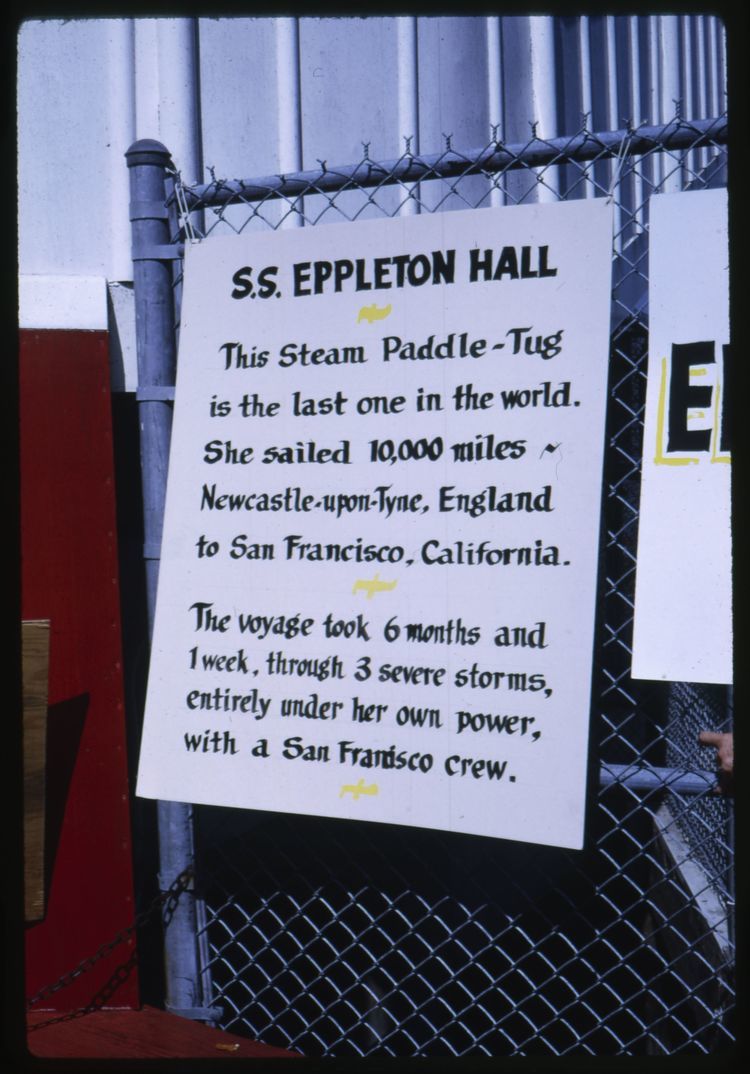 S.S. EPPLETON HALL
This Steam Paddle-Tug
is the last one in the world.
She sailed 10,000 miles ~
Newcastle-upon-Tyne, England
to San Francisco, California.
The voyage took 6 months and
1 week, through 3 severe storms,
entirely under her own power,
with a San Francisco crew.